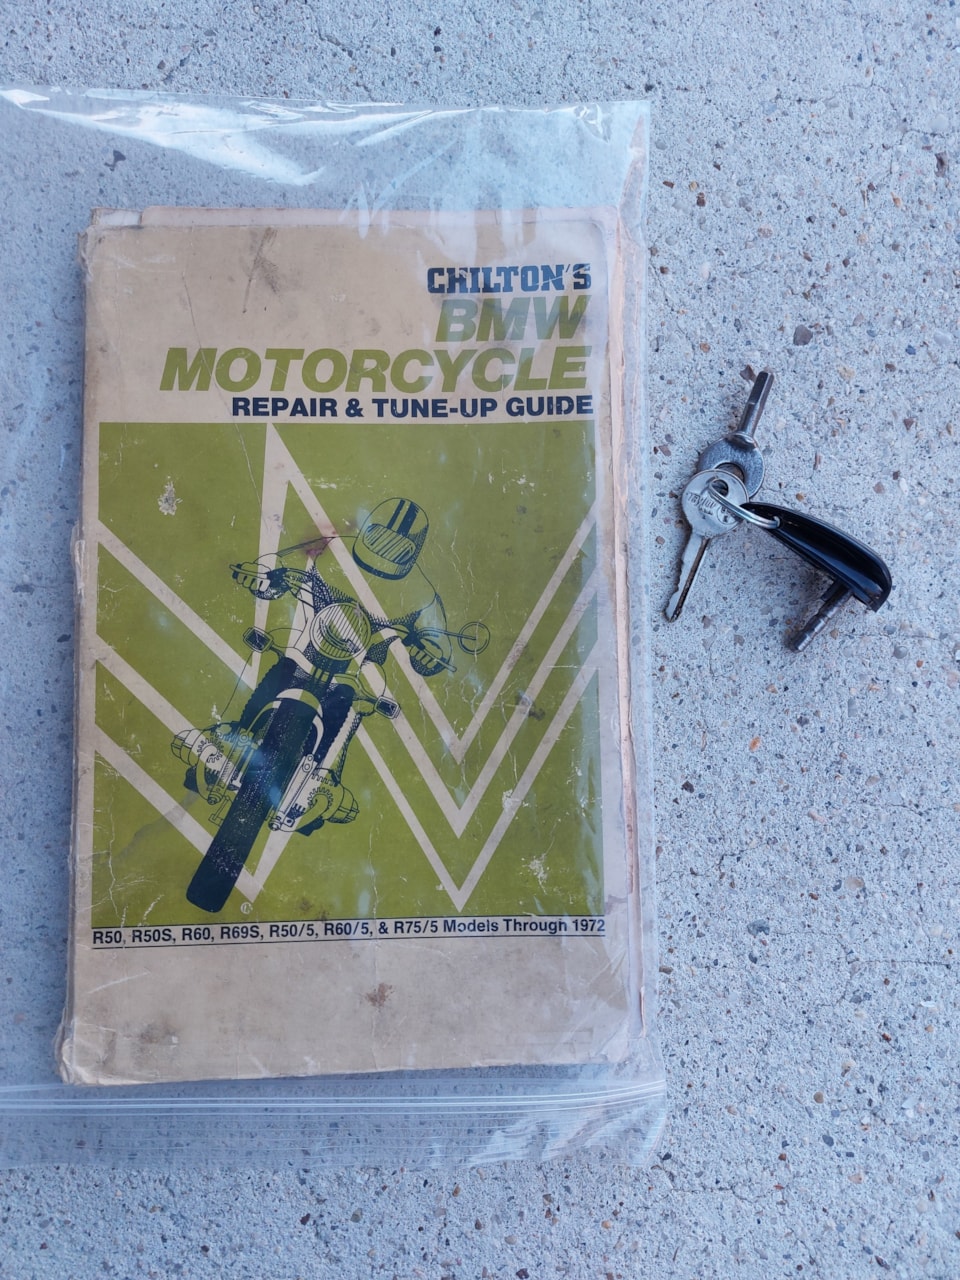 CHILTON'S
BMW
MOTORCYCLE
REPAIR & TUNE-UP GUIDE
R50, R50S, R60, R69S, R50/5, R60/5, & R75/5 Models Through 1972